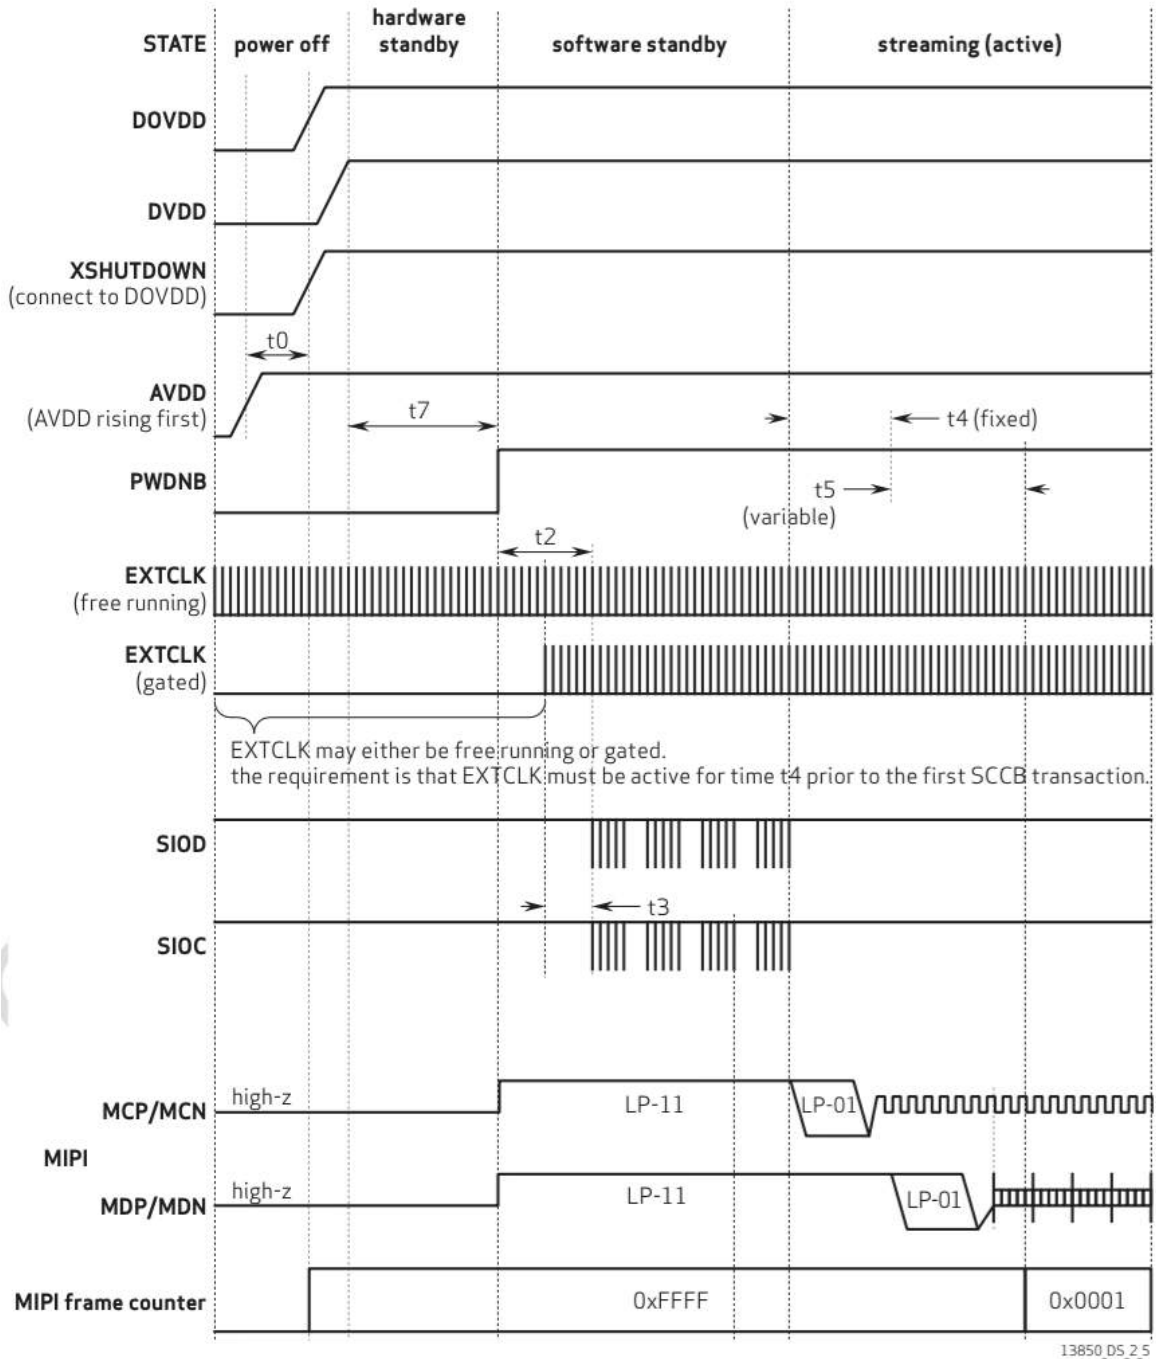 hardware
STATE power off standby software standby streaming (active)
DOVDD
DVDD
XSHUTDOWN
(connect to DOVDD)
t0
AVDD
(AVDD rising first)
t7
t4 (fixed)
PWDNB
t5
(variable)
t2
EXTCLK
(free running)
EXTCLK
(gated)
EXTCLK may either be free running or gated.
the requirement is that EXTCLK must be active for time t4 prior to the first SCCB transaction.
SIOD
t3
SIOC
high-z
MCP/MCN LP-11 LP-01
MIPI
high-z
MDP/MDN LP-11 LP-01
MIPI frame counter 0xFFFF 0x0001
13850_DS_2_5